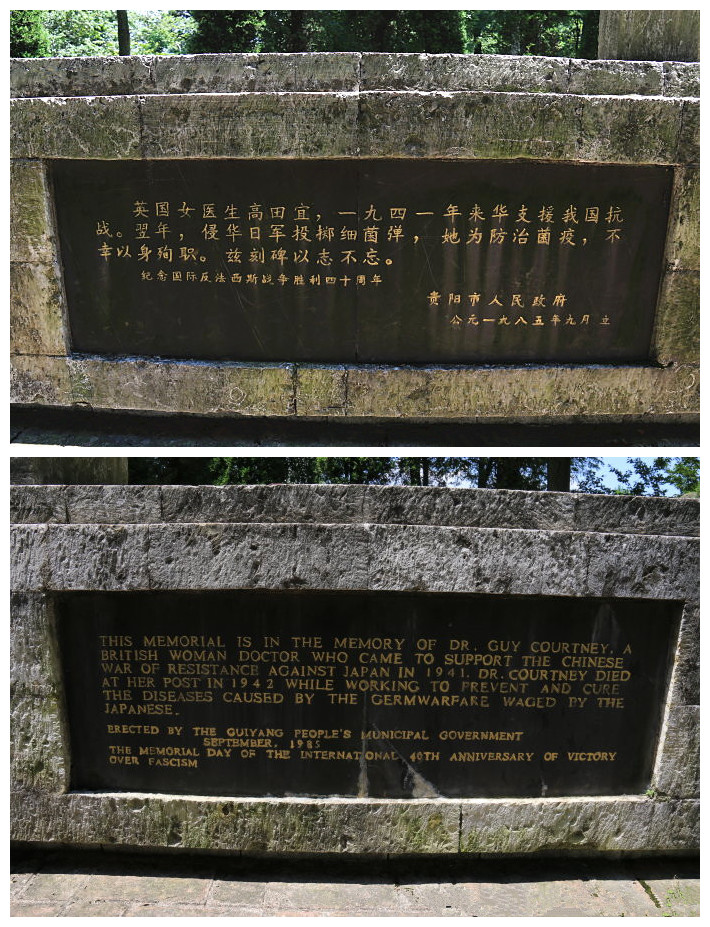 英国女医生高田宜，一九四一年来华支援我国抗
战。翌年，侵华日军投掷细菌弹，她为防治菌疫，不
幸以身殉职。兹刻碑以志不忘。
纪念国际反法西斯战争胜利四十周年
贵阳市人民政府
公元一九八五年九月立
THIS MEMORIAL IS IN THE MEMORY OF DR. GUY COURTNEY, A
BRITISH WOMAN DOCTOR WHO CAME TO SUPPORT THE CHINESE
WAR OF RESISTANCE AGAINST JAPAN IN 1941. DR. COURTNEY DIED
AT HER POST IN 1942 WHILE WORKING TO PREVENT AND CURE
THE DISEASES CAUSED BY THE GERMWARFARE WAGED BY THE
JAPANESE.
ERECTED BY THE GUIYANG PEOPLE'S MUNICIPAL GOVERNMENT
SEPTEMBER, 1985
THE MEMORIAL DAY OF THE INTERNATIONAL 40TH ANNIVERSARY OF VICTORY
OVER FASCISM